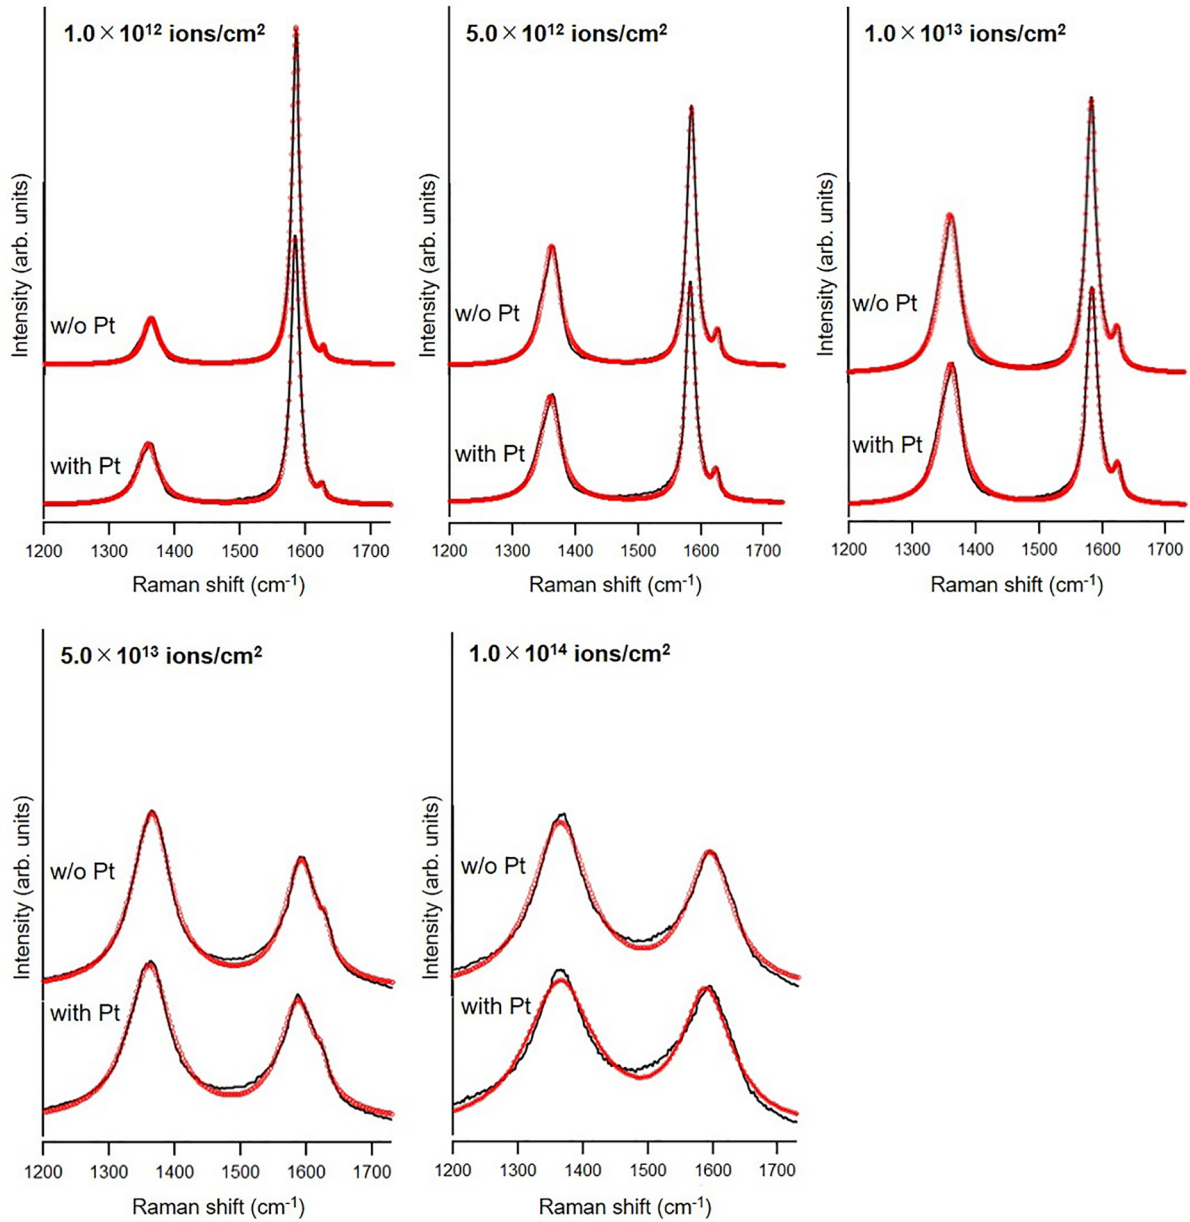 1.0×10¹² ions/cm²
Intensity (arb. units)
w/o Pt
with Pt
1200 1300 1400 1500 1600 1700
Raman shift (cm⁻¹)
5.0×10¹² ions/cm²
Intensity (arb. units)
w/o Pt
with Pt
1200 1300 1400 1500 1600 1700
Raman shift (cm⁻¹)
1.0×10¹³ ions/cm²
Intensity (arb. units)
w/o Pt
with Pt
1200 1300 1400 1500 1600 1700
Raman shift (cm⁻¹)
5.0×10¹³ ions/cm²
Intensity (arb. units)
w/o Pt
with Pt
1200 1300 1400 1500 1600 1700
Raman shift (cm⁻¹)
1.0×10¹⁴ ions/cm²
Intensity (arb. units)
w/o Pt
with Pt
1200 1300 1400 1500 1600 1700
Raman shift (cm⁻¹)